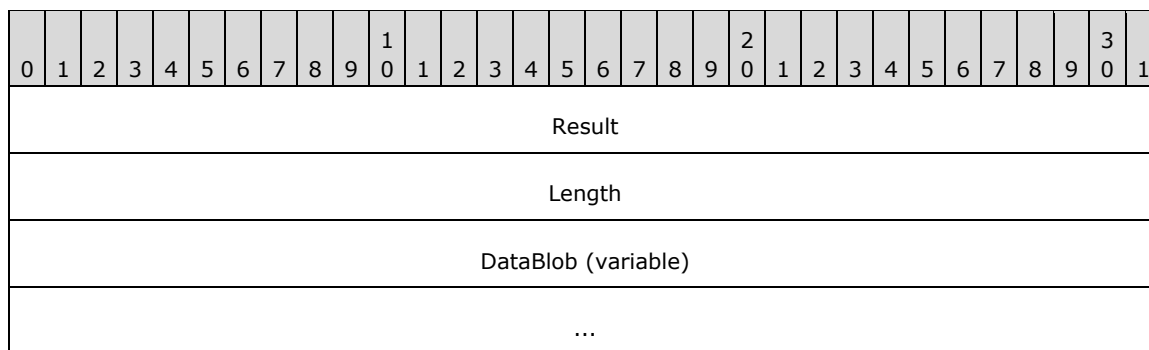 1 2 3
0 1 2 3 4 5 6 7 8 9 0 1 2 3 4 5 6 7 8 9 0 1 2 3 4 5 6 7 8 9 0 1
Result
Length
DataBlob (variable)
...